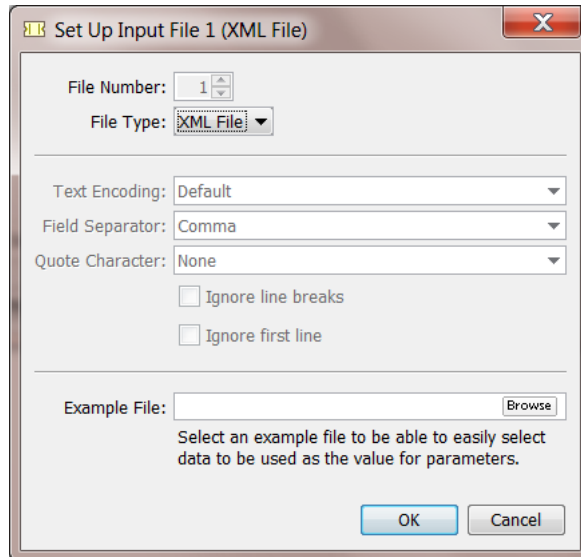 Set Up Input File 1 (XML File)
File Number: 1
File Type: XML File
Text Encoding: Default
Field Separator: Comma
Quote Character: None
Ignore line breaks
Ignore first line
Example File: Browse
Select an example file to be able to easily select
data to be used as the value for parameters.
OK Cancel